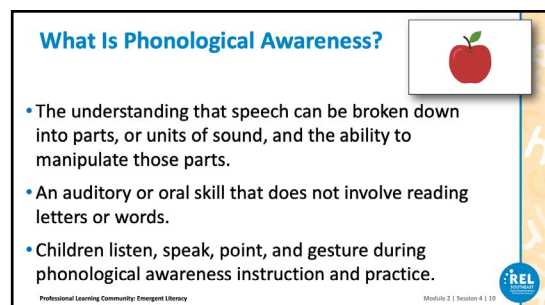 What Is Phonological Awareness?
• The understanding that speech can be broken down
into parts, or units of sound, and the ability to
manipulate those parts.
• An auditory or oral skill that does not involve reading
letters or words.
• Children listen, speak, point, and gesture during
phonological awareness instruction and practice.
Professional Learning Community: Emergent Literacy
Module 2 | Session 4 | 10
REL
SOUTHEAST